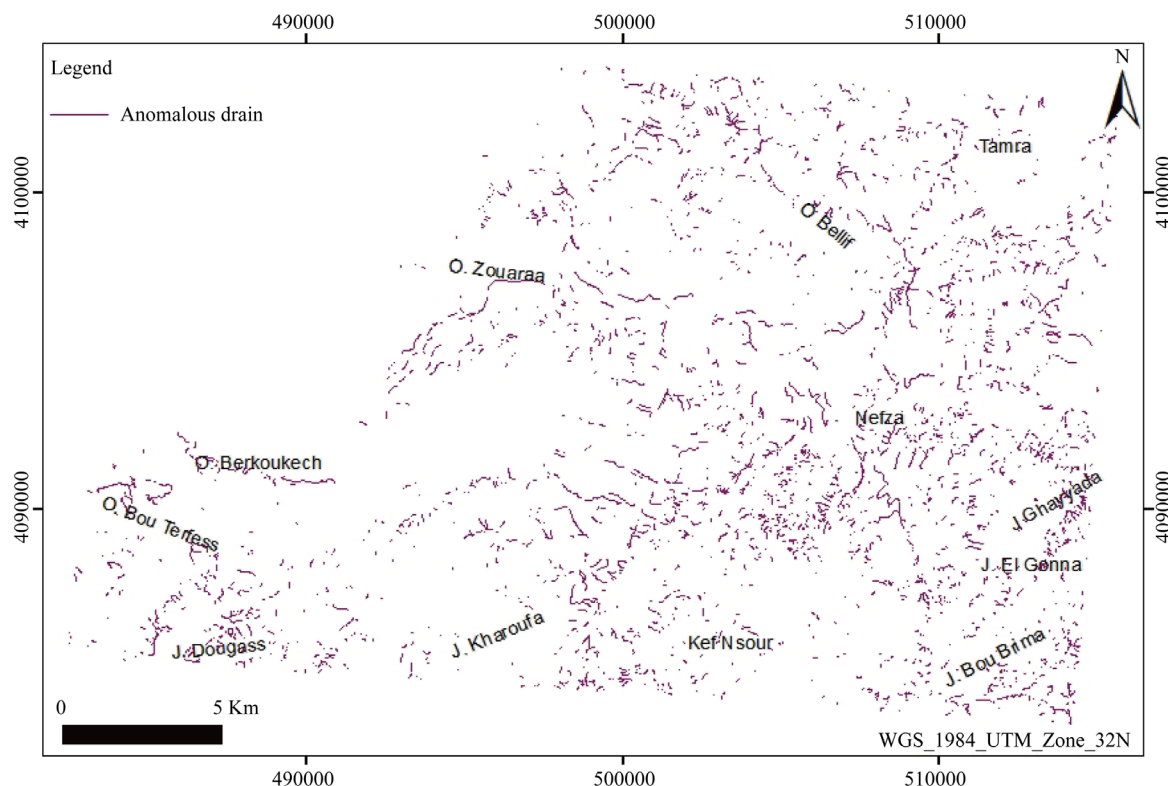 490000 500000 510000
Legend
N
Anomalous drain
Tamra
4100000 4100000
O Bellif
O. Zouaraa
Nefza
O. Berkoukech
J Ghayyada
4090000 4090000
O. Bou Terfess
J. El Gonna
J. Dougass
J. Kharoufa
Kef Nsour
J. Bou Brima
0 5 Km
WGS_1984_UTM_Zone_32N
490000 500000 510000